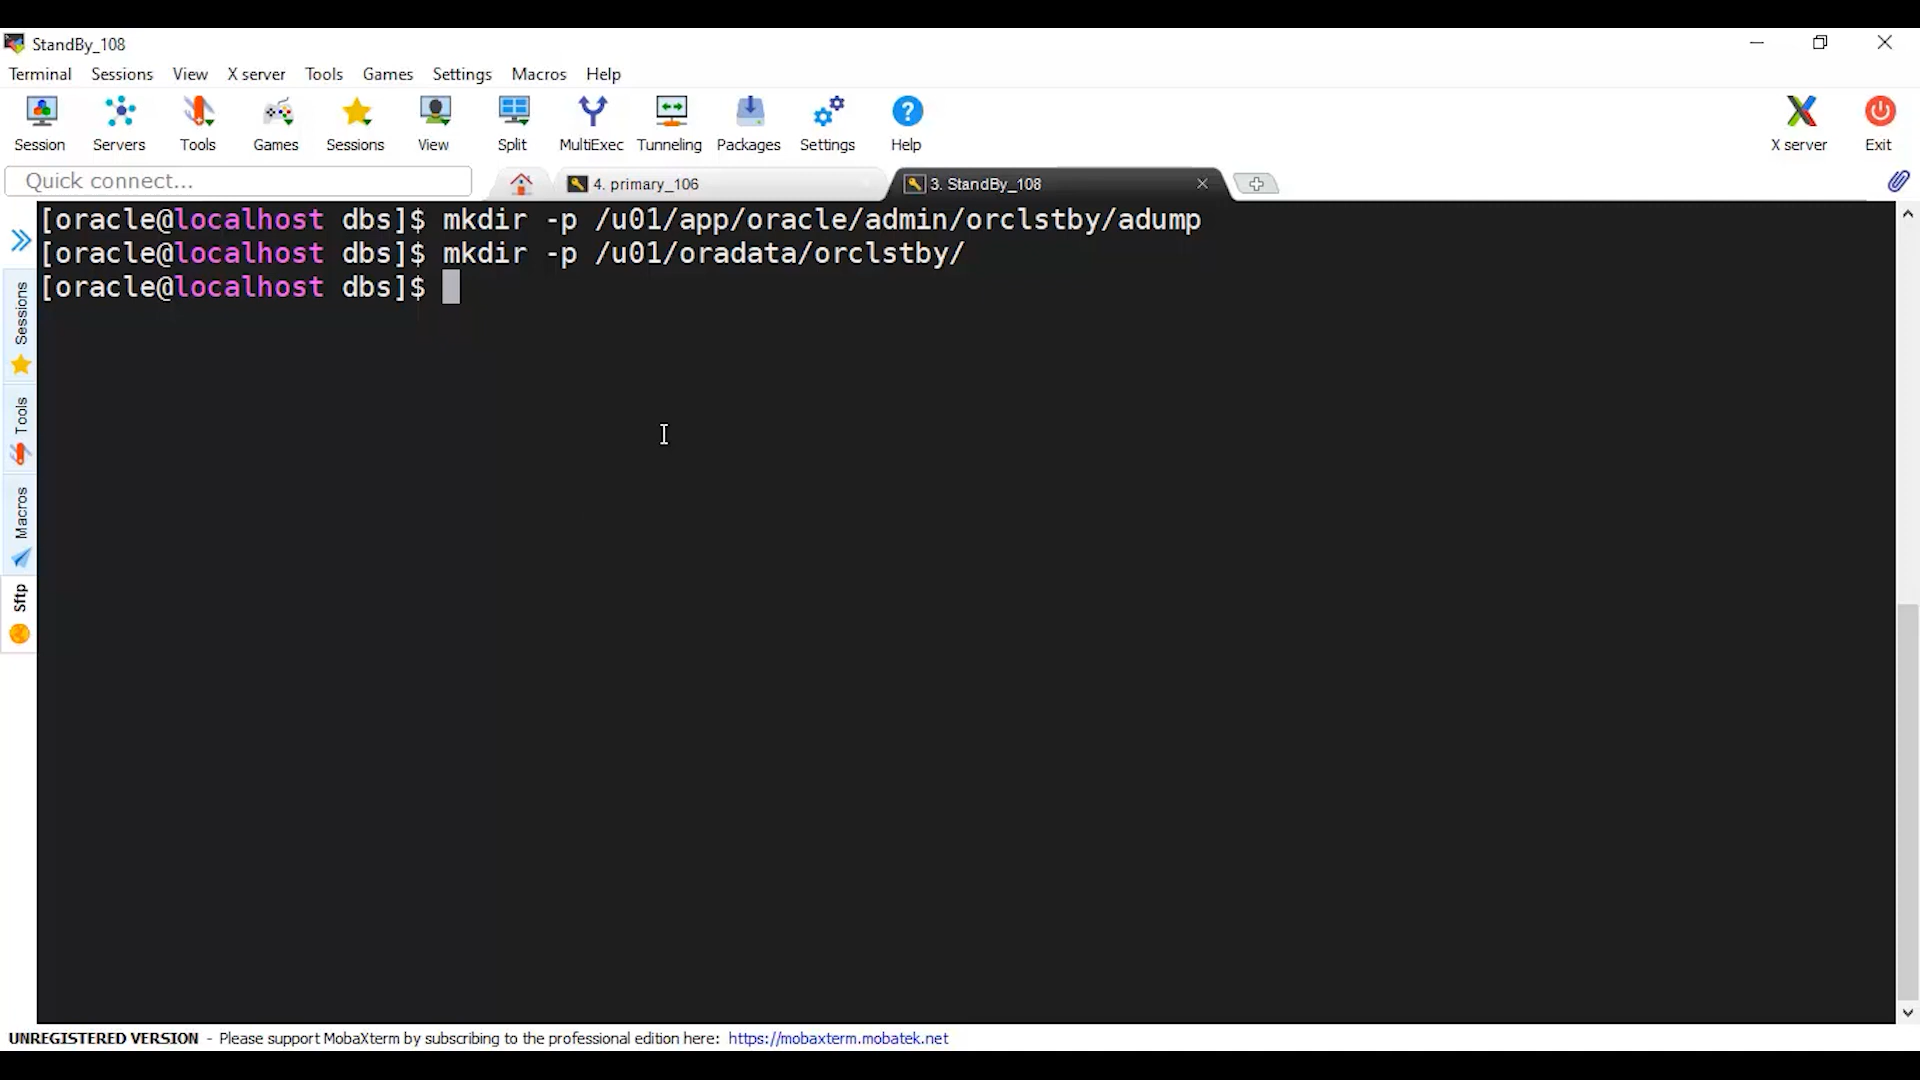 StandBy_108
Terminal Sessions View X server Tools Games Settings Macros Help
Session Servers Tools Games Sessions View Split MultiExec Tunneling Packages Settings Help X server Exit
Quick connect... 4. primary_106 3. StandBy_108
[oracle@localhost dbs]$ mkdir -p /u01/app/oracle/admin/orclstby/adump
[oracle@localhost dbs]$ mkdir -p /u01/oradata/orclstby/
[oracle@localhost dbs]$
Sessions
Tools
Macros
Sftp
UNREGISTERED VERSION - Please support MobaXterm by subscribing to the professional edition here: https://mobaxterm.mobatek.net